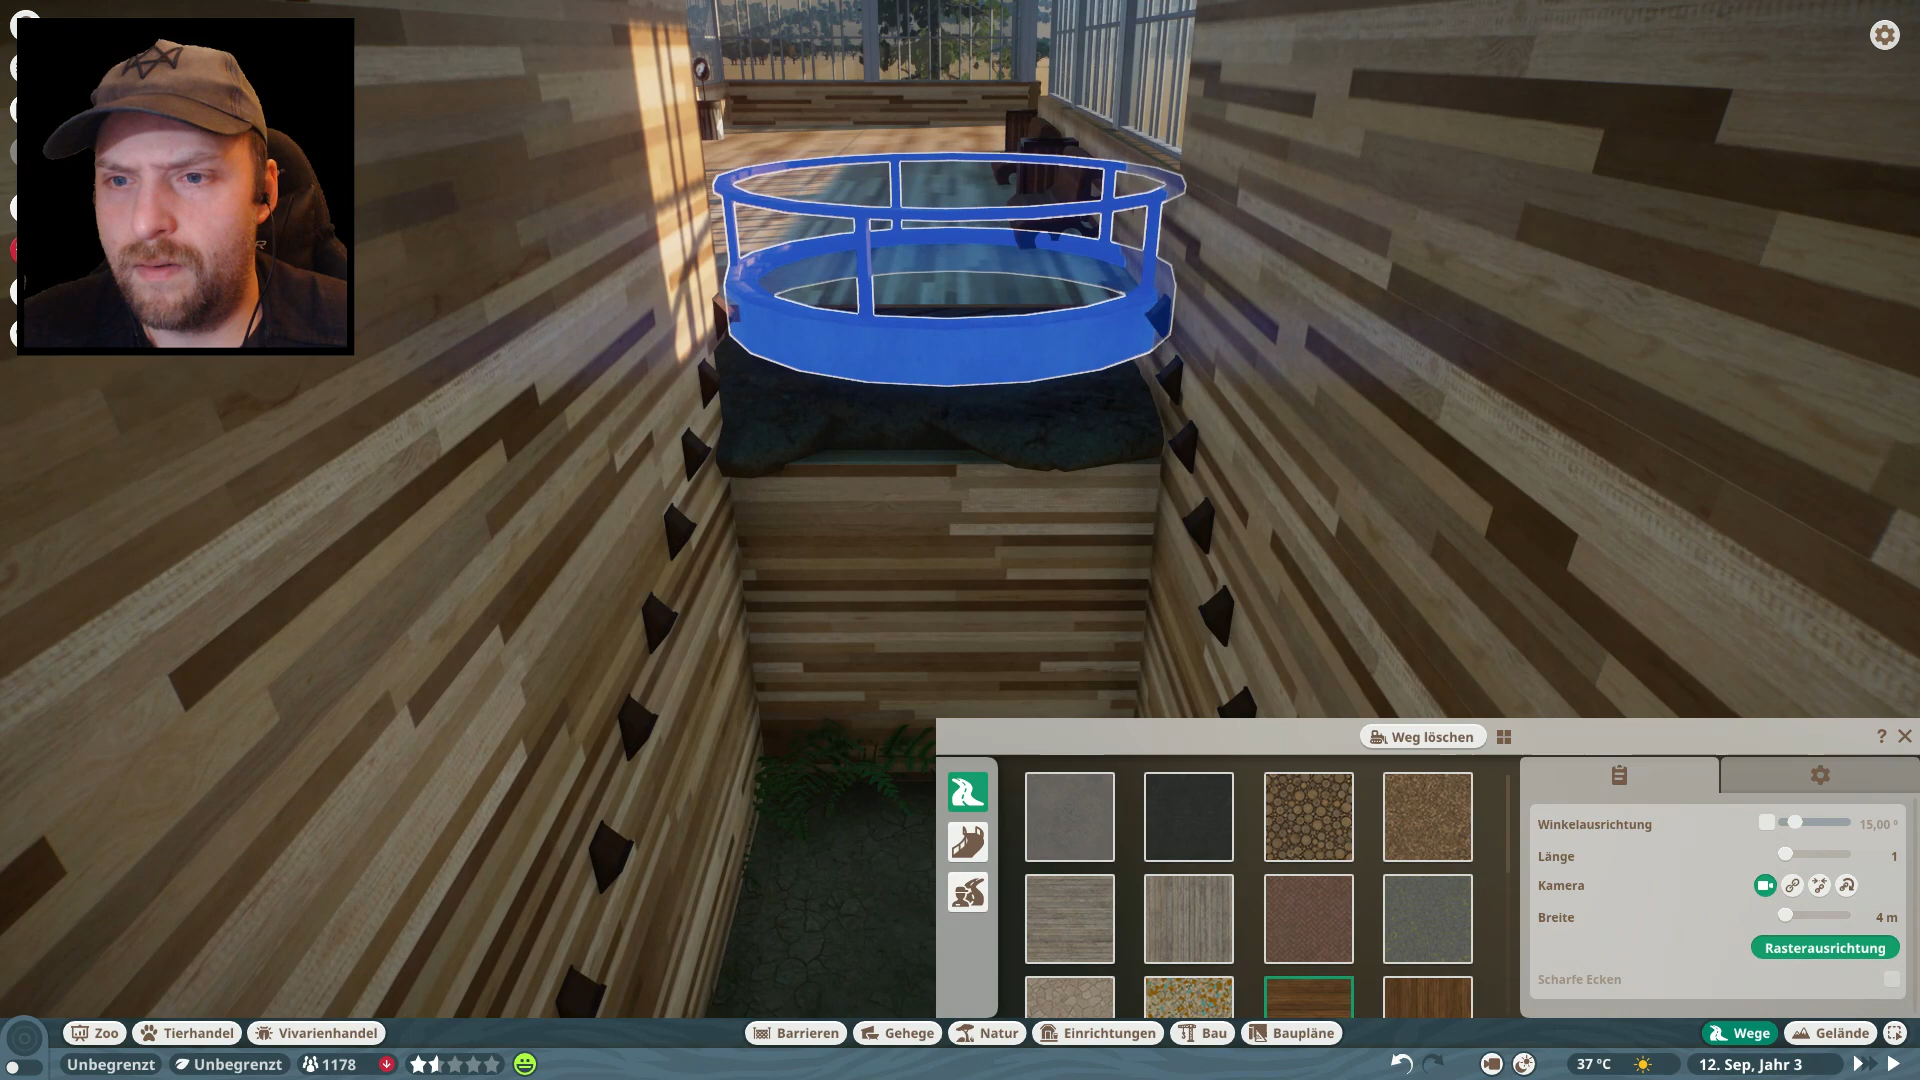 Weg löschen
?
Winkelausrichtung 15,00 °
Länge 1
Kamera
Breite 4 m
Rasterausrichtung
Scharfe Ecken
Zoo Tierhandel Vivarienhandel Barrieren Gehege Natur Einrichtungen Bau Baupläne Wege Gelände
Unbegrenzt Unbegrenzt 1178 37 °C 12. Sep, Jahr 3